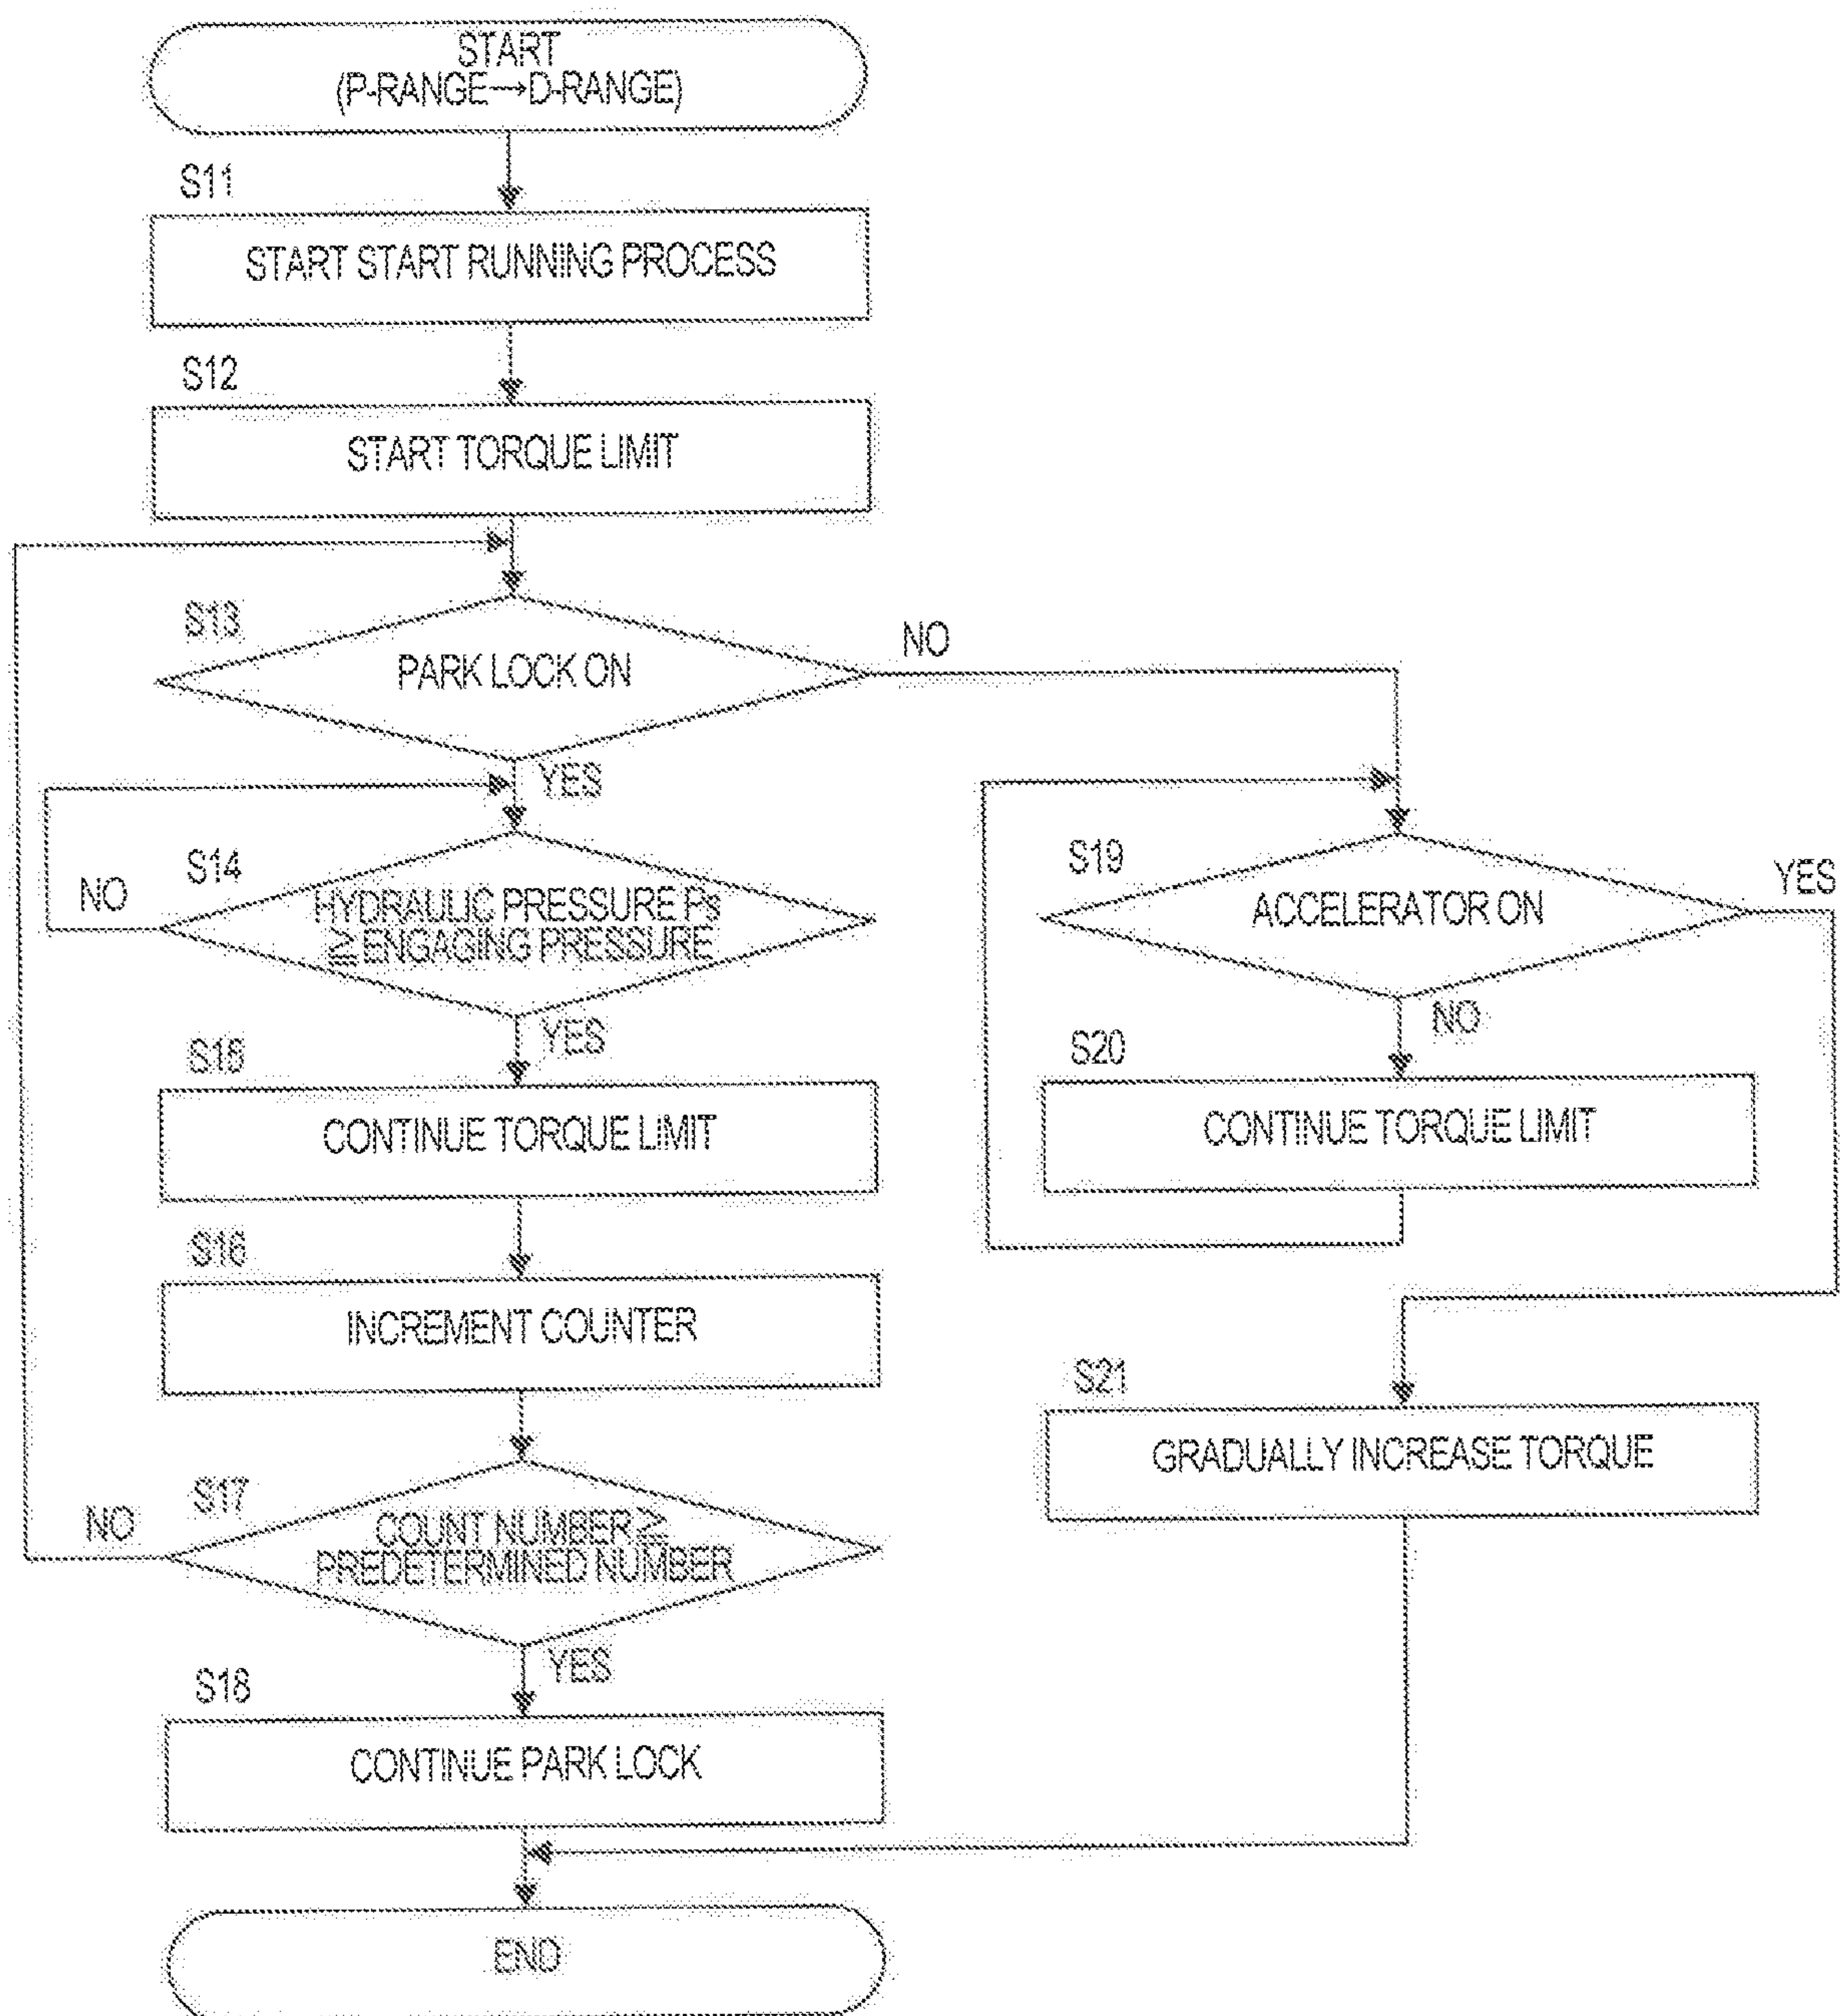 START
(P-RANGE→D-RANGE)
S11
START START RUNNING PROCESS
S12
START TORQUE LIMIT
S13
PARK LOCK ON
NO
YES
S14
HYDRAULIC PRESSURE Ps
≧ENGAGING PRESSURE
NO
YES
S15
CONTINUE TORQUE LIMIT
S16
INCREMENT COUNTER
S17
COUNT NUMBER≧
PREDETERMINED NUMBER
NO
YES
S18
CONTINUE PARK LOCK
S19
ACCELERATOR ON
YES
NO
S20
CONTINUE TORQUE LIMIT
S21
GRADUALLY INCREASE TORQUE
END